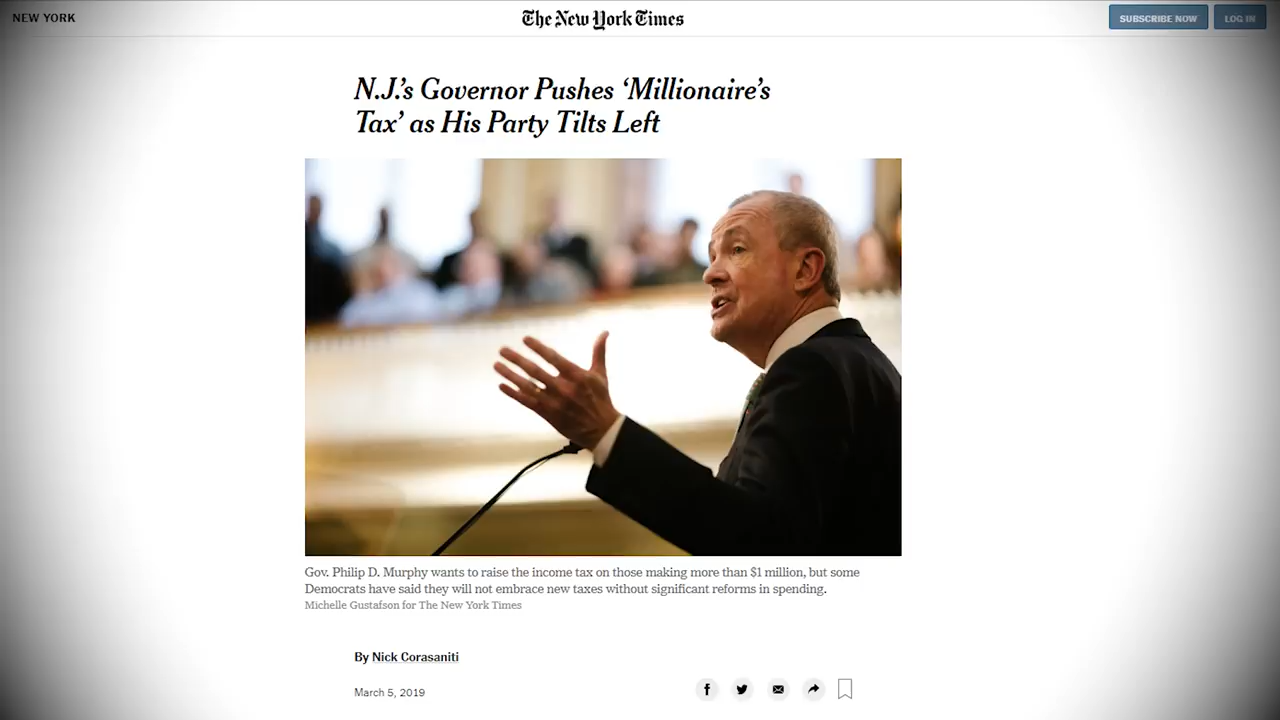 NEW YORK
The New York Times
SUBSCRIBE NOW
LOG IN
N.J.’s Governor Pushes ‘Millionaire’s
Tax’ as His Party Tilts Left
Gov. Philip D. Murphy wants to raise the income tax on those making more than $1 million, but some
Democrats have said they will not embrace new taxes without significant reforms in spending.
Michelle Gustafson for The New York Times
By Nick Corasaniti
March 5, 2019